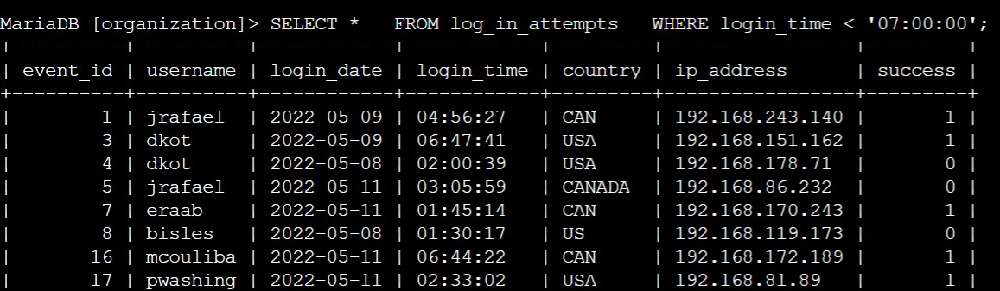 MariaDB [organization]> SELECT *   FROM log_in_attempts   WHERE login_time < '07:00:00';
+----------+----------+------------+------------+---------+-----------------+---------+
| event_id | username | login_date | login_time | country | ip_address      | success |
+----------+----------+------------+------------+---------+-----------------+---------+
|        1 | jrafael  | 2022-05-09 | 04:56:27   | CAN     | 192.168.243.140 |       1 |
|        3 | dkot     | 2022-05-09 | 06:47:41   | USA     | 192.168.151.162 |       1 |
|        4 | dkot     | 2022-05-08 | 02:00:39   | USA     | 192.168.178.71  |       0 |
|        5 | jrafael  | 2022-05-11 | 03:05:59   | CANADA  | 192.168.86.232  |       0 |
|        7 | eraab    | 2022-05-11 | 01:45:14   | CAN     | 192.168.170.243 |       1 |
|        8 | bisles   | 2022-05-08 | 01:30:17   | US      | 192.168.119.173 |       0 |
|       16 | mcouliba | 2022-05-11 | 06:44:22   | CAN     | 192.168.172.189 |       1 |
|       17 | pwashing | 2022-05-11 | 02:33:02   | USA     | 192.168.81.89   |       1 |